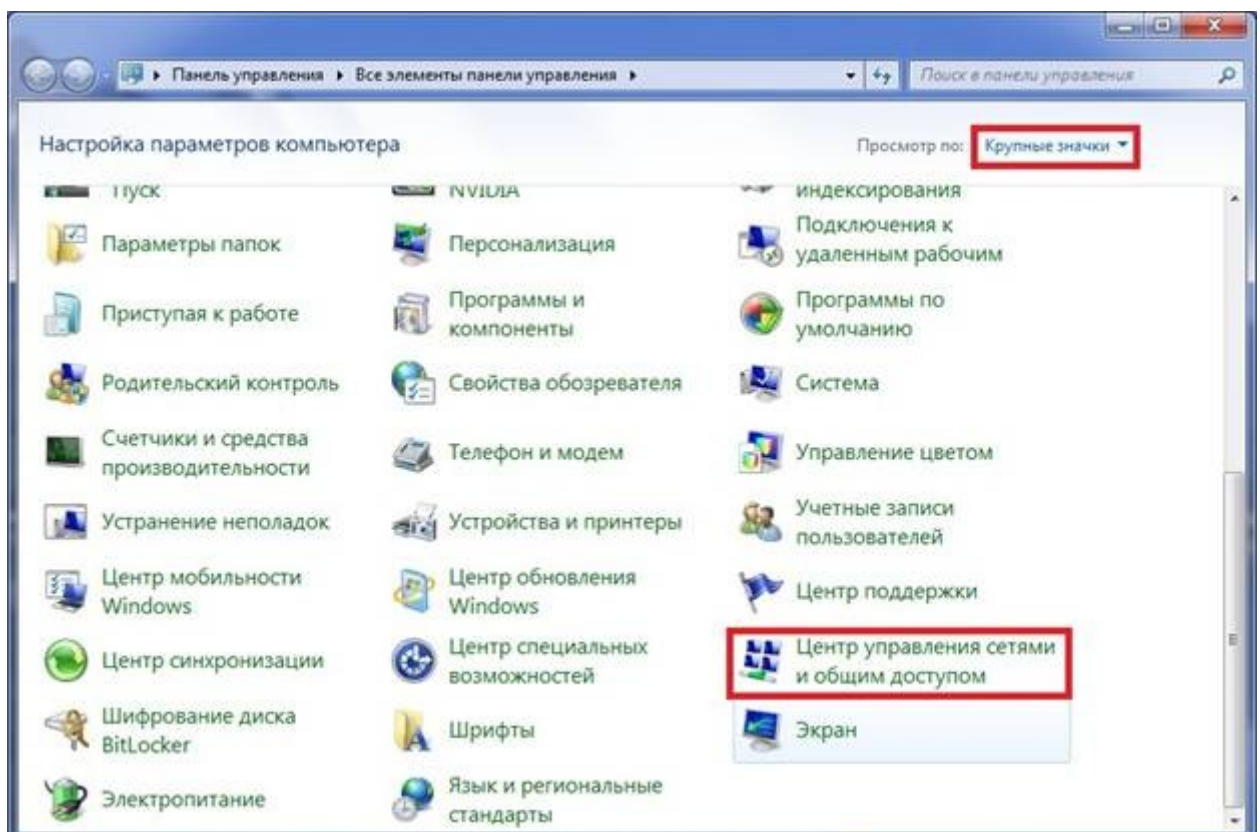 Панель управления ▸ Все элементы панели управления ▸
Поиск в панели управления
Настройка параметров компьютера
Просмотр по: Крупные значки
Пуск
NVIDIA
индексирования
Параметры папок
Персонализация
Подключения к
удаленным рабочим
Приступая к работе
Программы и
компоненты
Программы по
умолчанию
Родительский контроль
Свойства обозревателя
Система
Счетчики и средства
производительности
Телефон и модем
Управление цветом
Устранение неполадок
Устройства и принтеры
Учетные записи
пользователей
Центр мобильности
Windows
Центр обновления
Windows
Центр поддержки
Центр синхронизации
Центр специальных
возможностей
Центр управления сетями
и общим доступом
Шифрование диска
BitLocker
Шрифты
Экран
Электропитание
Язык и региональные
стандарты